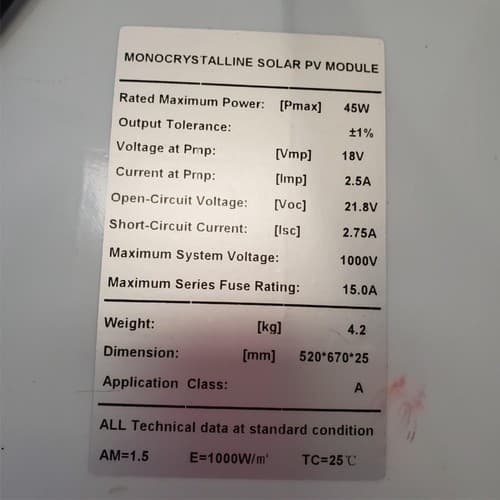 MONOCRYSTALLINE SOLAR PV MODULE
Rated Maximum Power: [Pmax] 45W
Output Tolerance: ±1%
Voltage at Pmp: [Vmp] 18V
Current at Pmp: [Imp] 2.5A
Open-Circuit Voltage: [Voc] 21.8V
Short-Circuit Current: [Isc] 2.75A
Maximum System Voltage: 1000V
Maximum Series Fuse Rating: 15.0A
Weight: [kg] 4.2
Dimension: [mm] 520*670*25
Application Class: A
ALL Technical data at standard condition
AM=1.5 E=1000W/㎡ TC=25℃